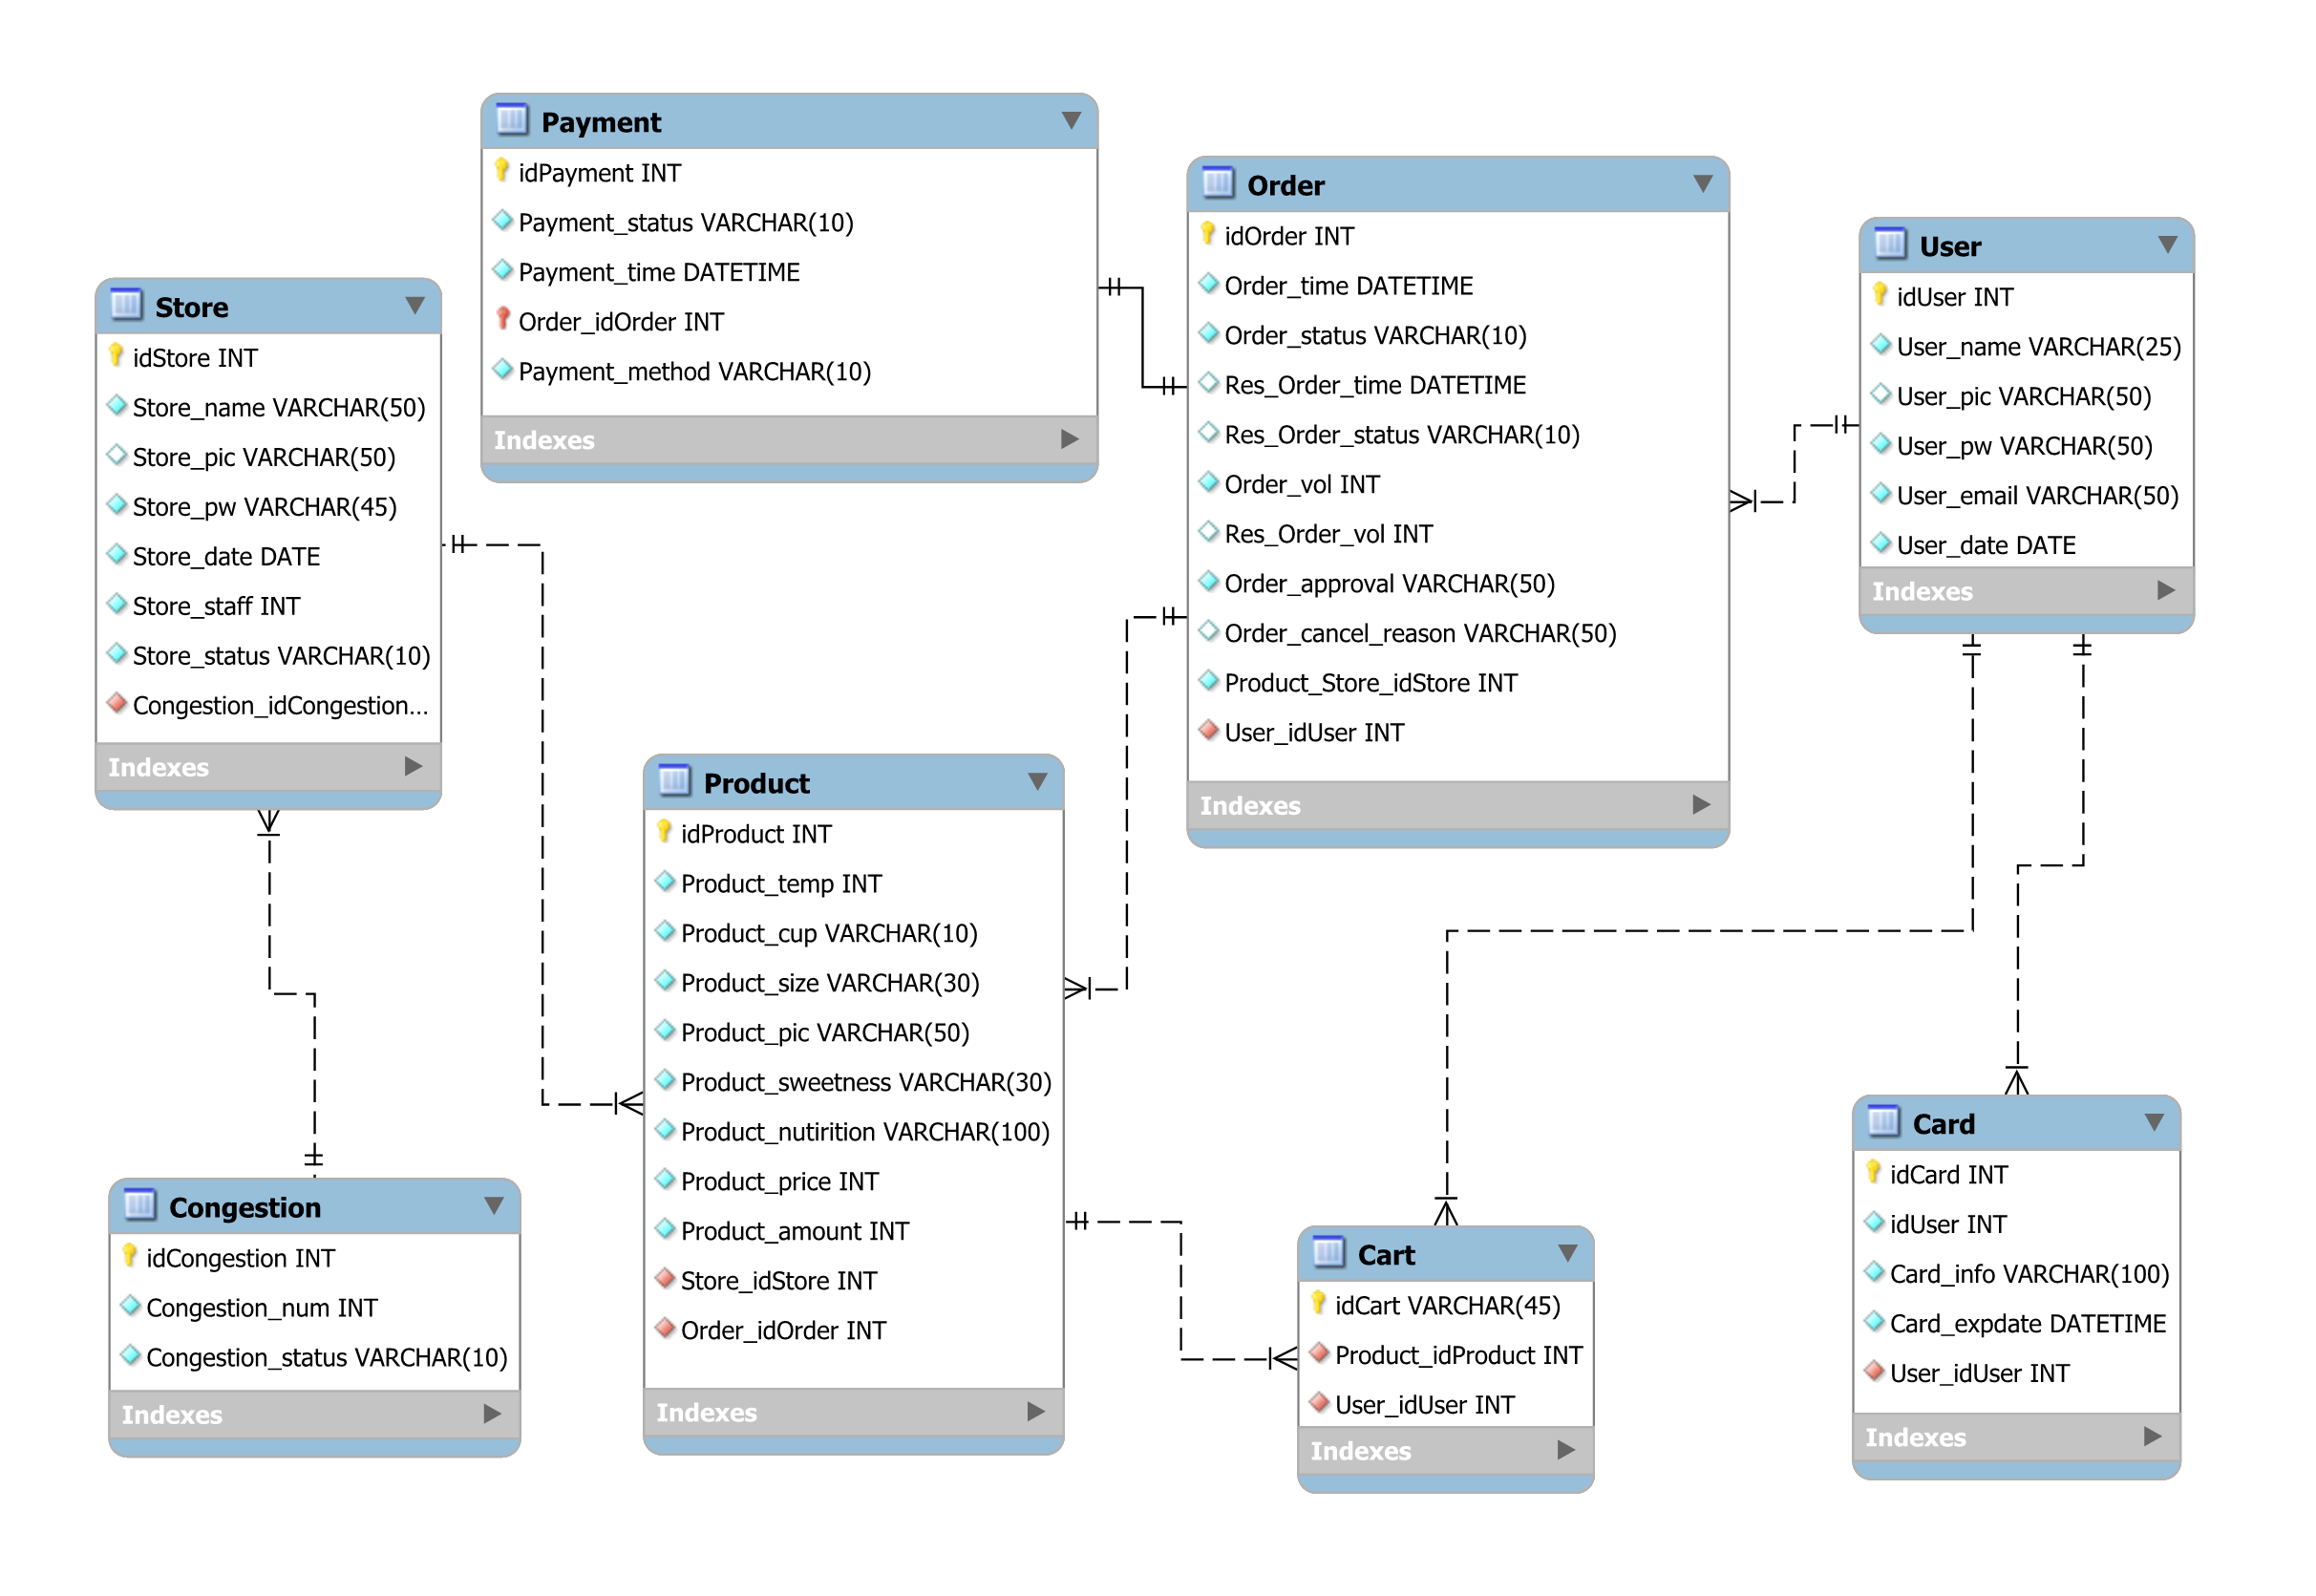 Payment
idPayment INT
Payment_status VARCHAR(10)
Payment_time DATETIME
Order_idOrder INT
Payment_method VARCHAR(10)
Indexes
Order
idOrder INT
Order_time DATETIME
Order_status VARCHAR(10)
Res_Order_time DATETIME
Res_Order_status VARCHAR(10)
Order_vol INT
Res_Order_vol INT
Order_approval VARCHAR(50)
Order_cancel_reason VARCHAR(50)
Product_Store_idStore INT
User_idUser INT
Indexes
User
idUser INT
User_name VARCHAR(25)
User_pic VARCHAR(50)
User_pw VARCHAR(50)
User_email VARCHAR(50)
User_date DATE
Indexes
Store
idStore INT
Store_name VARCHAR(50)
Store_pic VARCHAR(50)
Store_pw VARCHAR(45)
Store_date DATE
Store_staff INT
Store_status VARCHAR(10)
Congestion_idCongestion...
Indexes
Product
idProduct INT
Product_temp INT
Product_cup VARCHAR(10)
Product_size VARCHAR(30)
Product_pic VARCHAR(50)
Product_sweetness VARCHAR(30)
Product_nutirition VARCHAR(100)
Product_price INT
Product_amount INT
Store_idStore INT
Order_idOrder INT
Indexes
Congestion
idCongestion INT
Congestion_num INT
Congestion_status VARCHAR(10)
Indexes
Cart
idCart VARCHAR(45)
Product_idProduct INT
User_idUser INT
Indexes
Card
idCard INT
idUser INT
Card_info VARCHAR(100)
Card_expdate DATETIME
User_idUser INT
Indexes